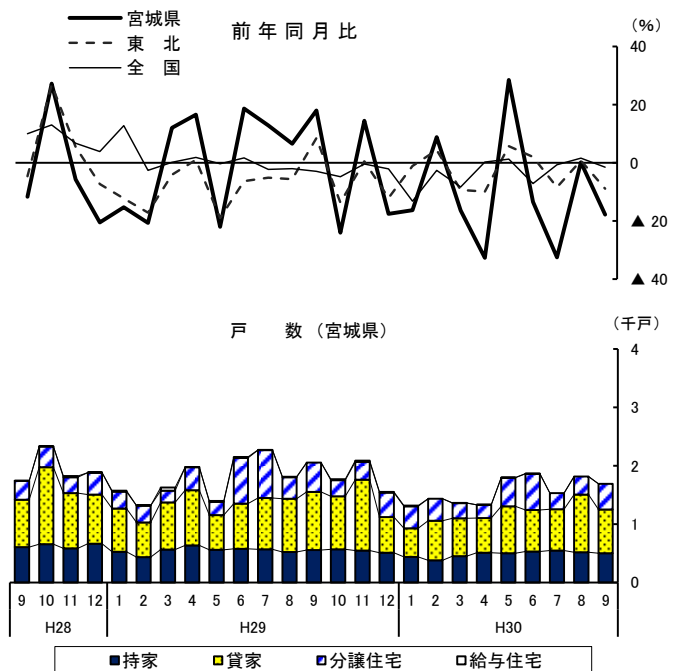 宮城県
東　北
全　国
前 年 同 月 比
（％）
40
20
0
▲ 20
▲ 40
戸　　数 （宮城県）
（千戸）
4
3
2
1
0
9 10 11 12 1 2 3 4 5 6 7 8 9 10 11 12 1 2 3 4 5 6 7 8 9
H28 H29 H30
持家 貸家 分譲住宅 給与住宅